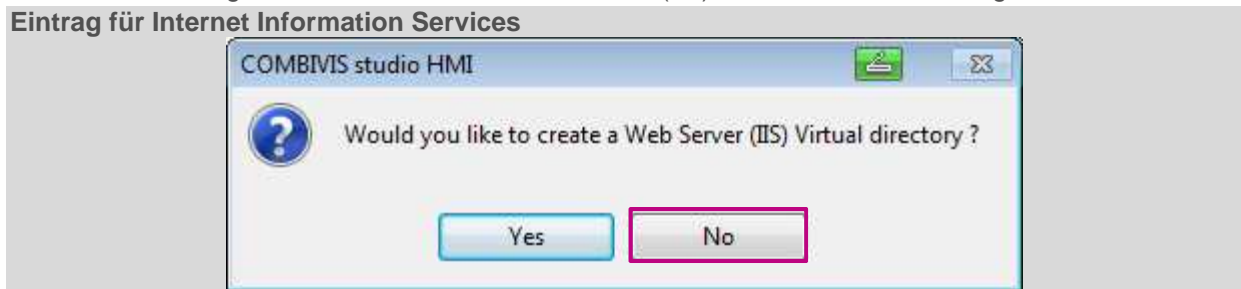 Eintrag für Internet Information Services
COMBIVIS studio HMI
Would you like to create a Web Server (IIS) Virtual directory ?
Yes No